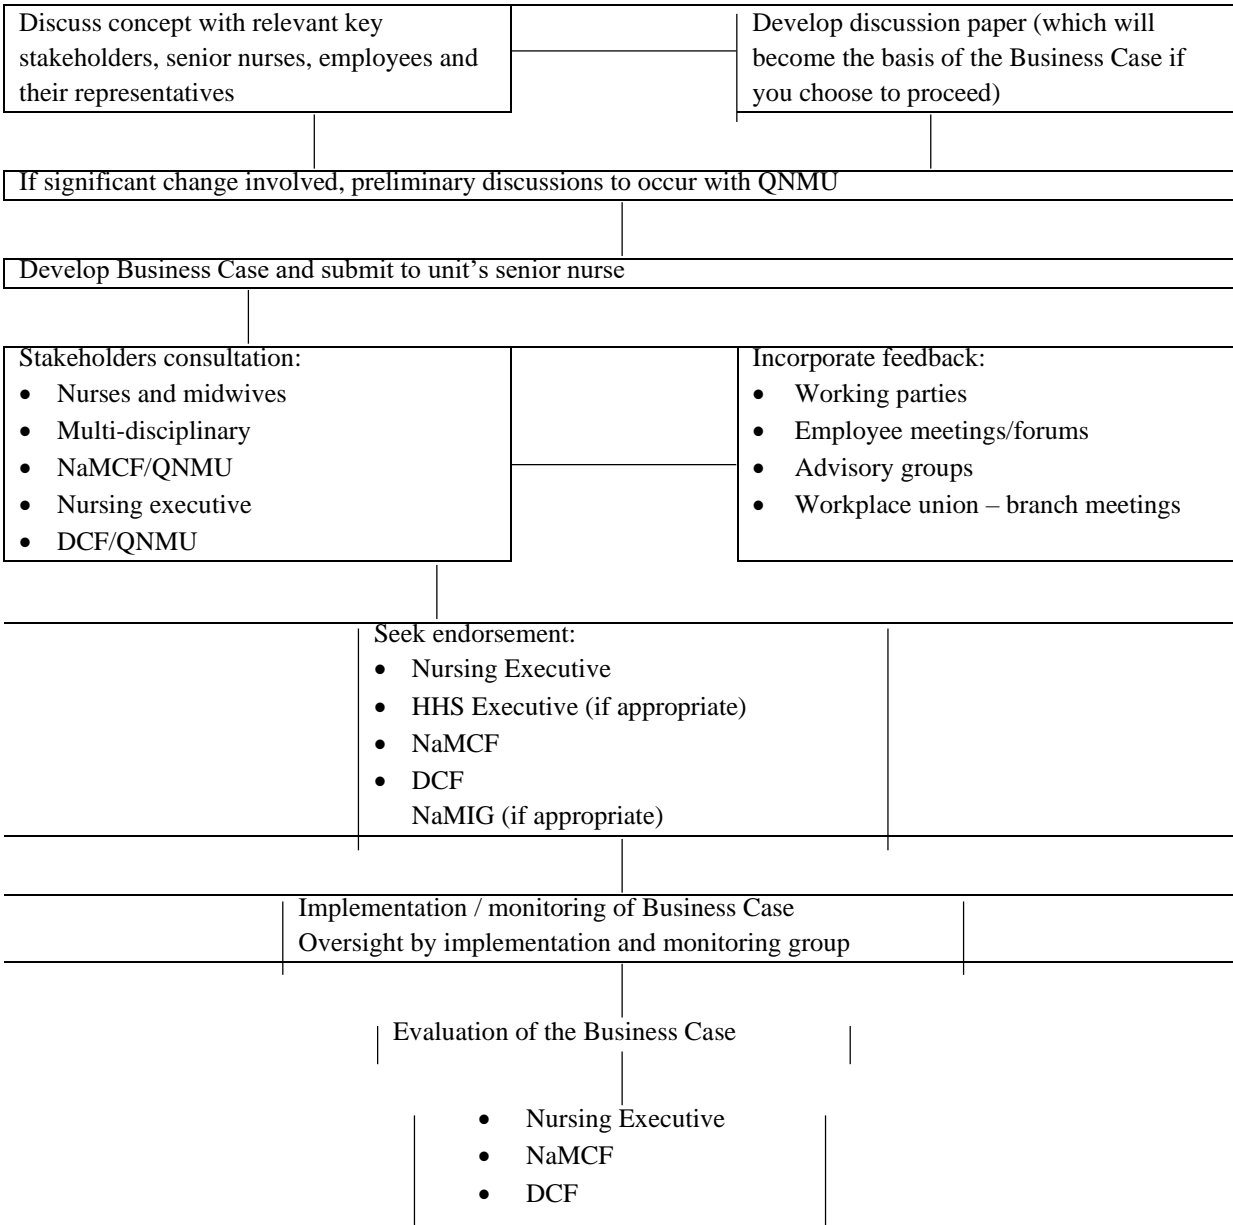 Discuss concept with relevant key
stakeholders, senior nurses, employees and
their representatives
Develop discussion paper (which will
become the basis of the Business Case if
you choose to proceed)
If significant change involved, preliminary discussions to occur with QNMU
Develop Business Case and submit to unit’s senior nurse
Stakeholders consultation:
• Nurses and midwives
• Multi-disciplinary
• NaMCF/QNMU
• Nursing executive
• DCF/QNMU
Incorporate feedback:
• Working parties
• Employee meetings/forums
• Advisory groups
• Workplace union – branch meetings
Seek endorsement:
• Nursing Executive
• HHS Executive (if appropriate)
• NaMCF
• DCF
NaMIG (if appropriate)
Implementation / monitoring of Business Case
Oversight by implementation and monitoring group
Evaluation of the Business Case
• Nursing Executive
• NaMCF
• DCF